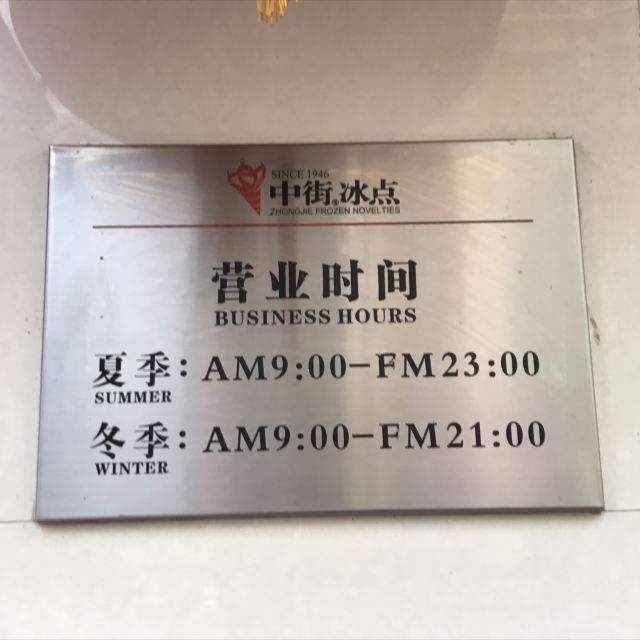 SINCE 1946
中街®冰点
ZHONGJIE FROZEN NOVELTIES
营业时间
BUSINESS HOURS
夏季：AM9:00-FM23:00
SUMMER
冬季：AM9:00-FM21:00
WINTER